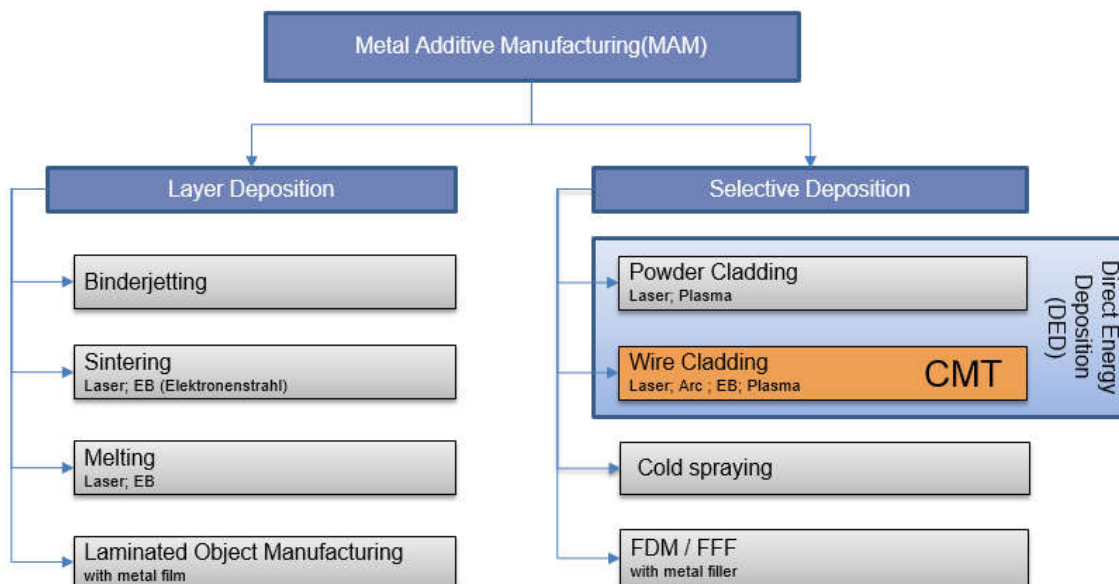 Metal Additive Manufacturing(MAM)
Layer Deposition
Binderjetting
Sintering
Laser; EB (Elektronenstrahl)
Melting
Laser; EB
Laminated Object Manufacturing
with metal film
Selective Deposition
Powder Cladding
Laser; Plasma
Wire Cladding
Laser; Arc ; EB; Plasma
CMT
Direct Energy
Deposition
(DED)
Cold spraying
FDM / FFF
with metal filler